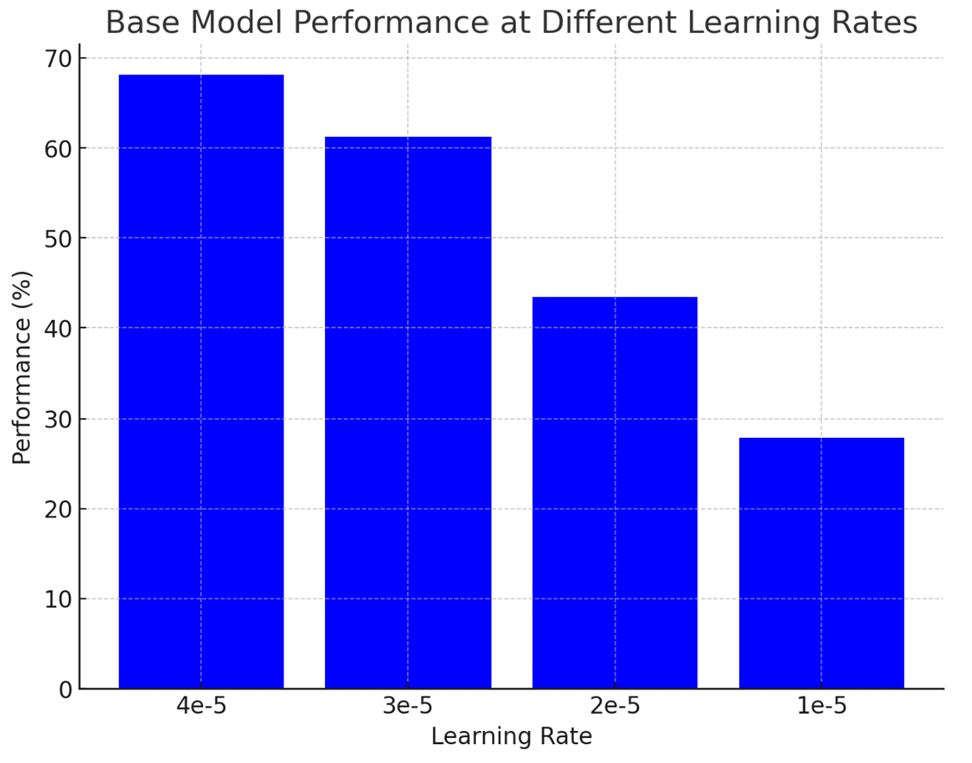 Base Model Performance at Different Learning Rates
Performance (%)
70
60
50
40
30
20
10
0
4e-5 3e-5 2e-5 1e-5
Learning Rate